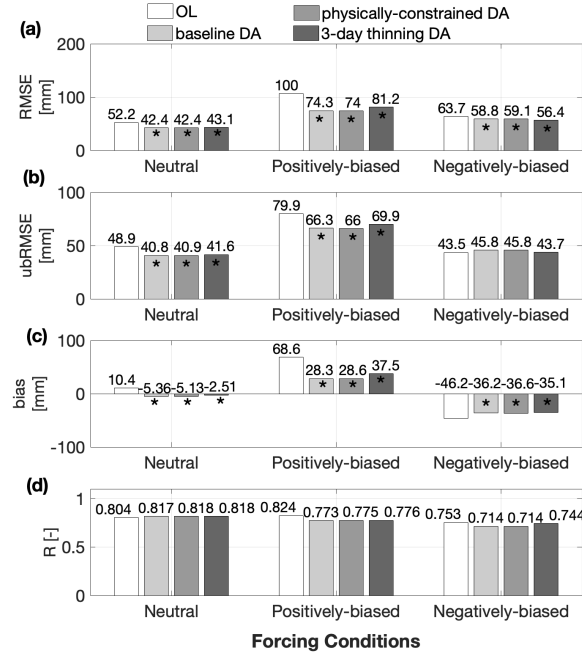 OL
baseline DA
physically-constrained DA
3-day thinning DA
(a)
RMSE
[mm]
200
100
0
52.2 42.4 42.4 43.1
* * *
100 74.3 74 81.2
* * *
63.7 58.8 59.1 56.4
* * *
Neutral Positively-biased Negatively-biased
(b)
ubRMSE
[mm]
100
50
0
48.9 40.8 40.9 41.6
* * *
79.9 66.3 66 69.9
* * *
43.5 45.8 45.8 43.7
Neutral Positively-biased Negatively-biased
(c)
bias
[mm]
100
0
-100
10.4 -5.36 -5.13 -2.51
* * *
68.6 28.3 28.6 37.5
* * *
-46.2 -36.2 -36.6 -35.1
* * *
Neutral Positively-biased Negatively-biased
(d)
R [-]
1
0.5
0
0.804 0.817 0.818 0.818
0.824 0.773 0.775 0.776
0.753 0.714 0.714 0.744
Neutral Positively-biased Negatively-biased
Forcing Conditions